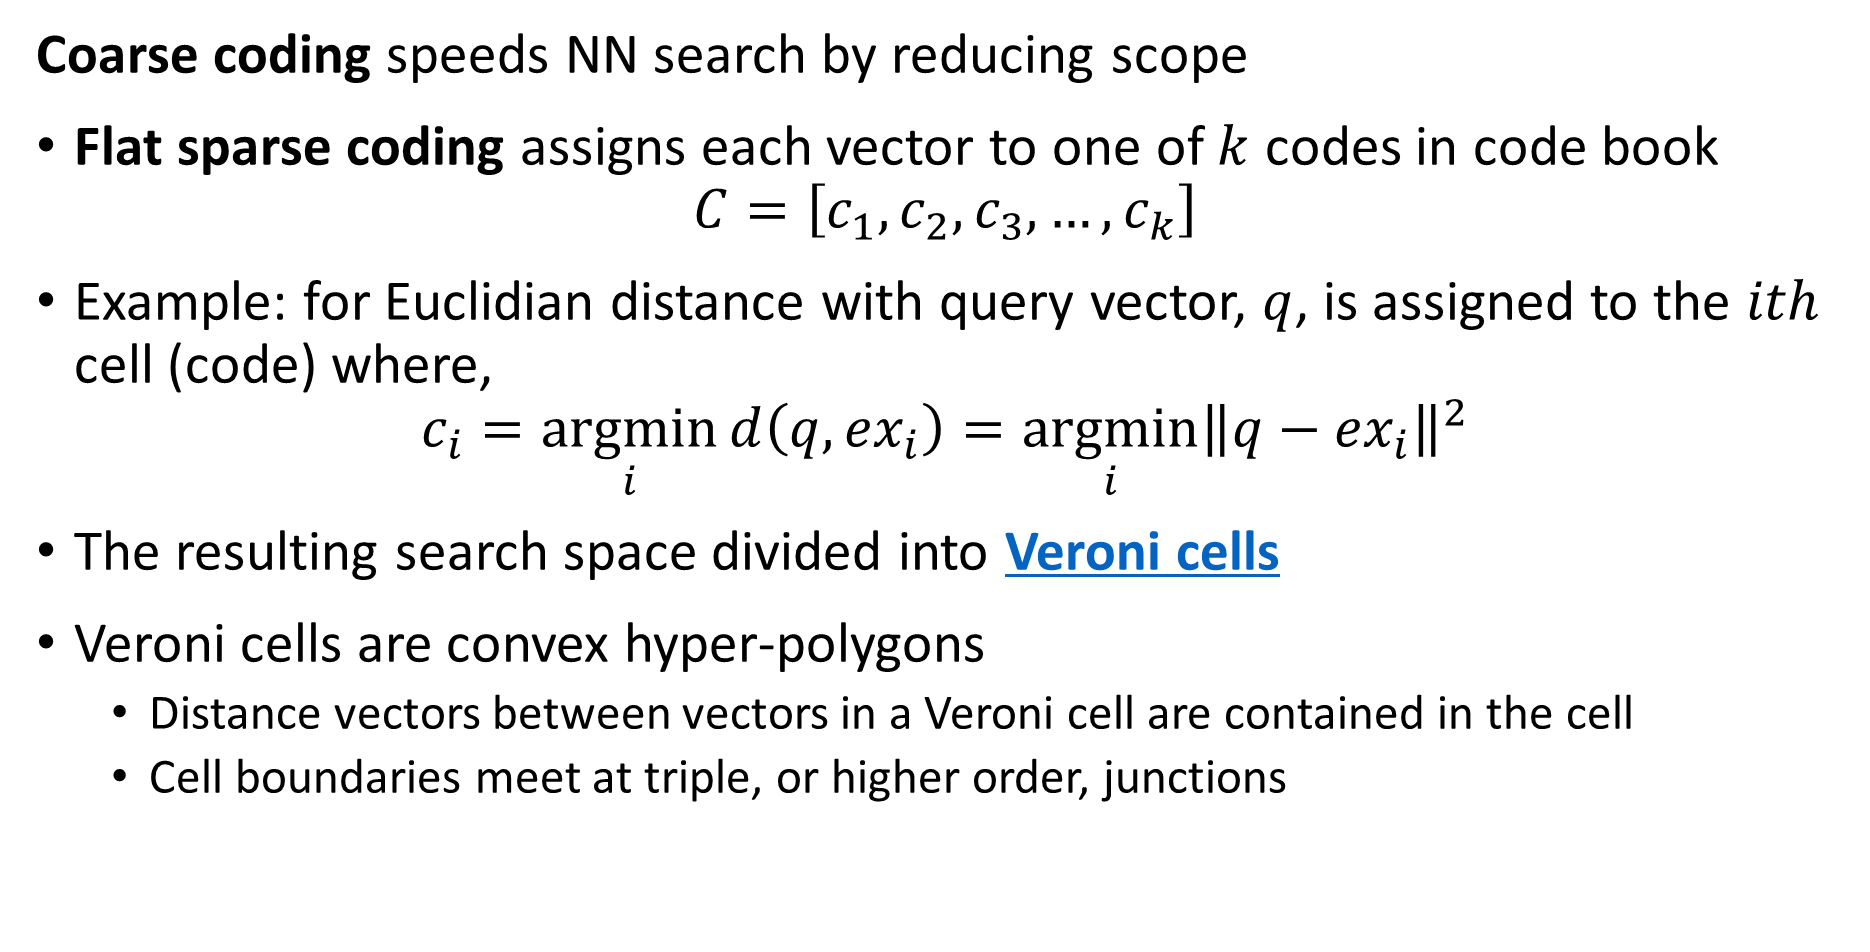 Coarse coding speeds NN search by reducing scope
• Flat sparse coding assigns each vector to one of k codes in code book
C = [c₁, c₂, c₃, … , cₖ]
• Example: for Euclidian distance with query vector, q, is assigned to the ith
cell (code) where,
cᵢ = argmin d(q, exᵢ) = argmin‖q − exᵢ‖²
i i
• The resulting search space divided into Veroni cells
• Veroni cells are convex hyper-polygons
• Distance vectors between vectors in a Veroni cell are contained in the cell
• Cell boundaries meet at triple, or higher order, junctions